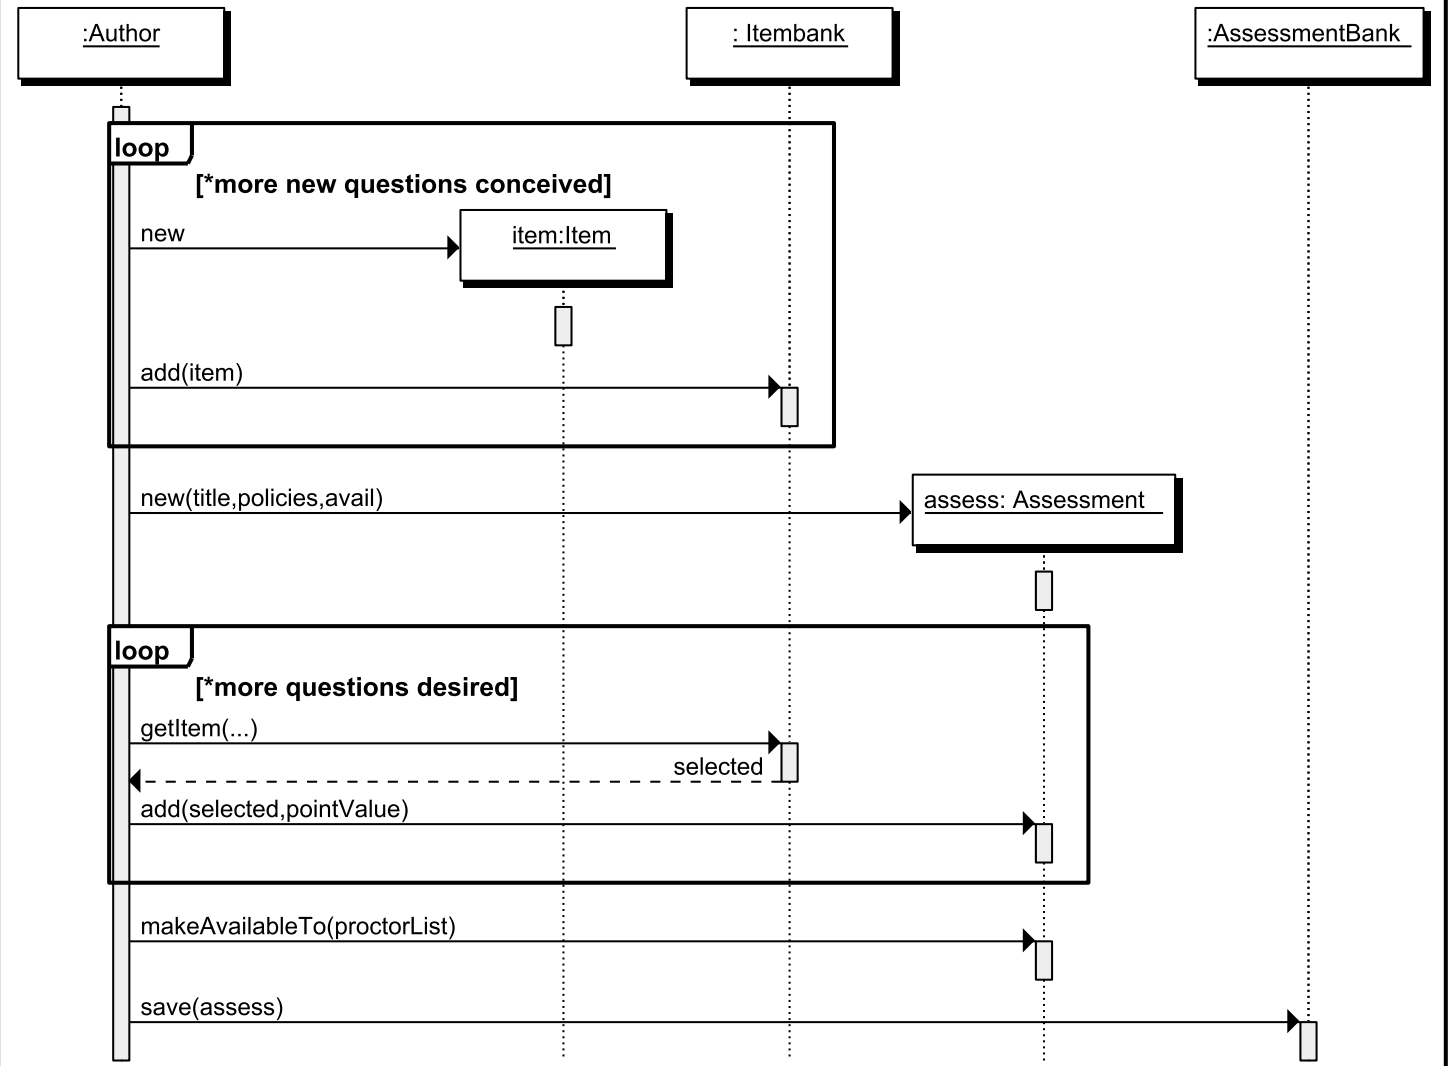 :Author
: Itembank
:AssessmentBank
loop
[*more new questions conceived]
new
item:Item
add(item)
new(title,policies,avail)
assess: Assessment
loop
[*more questions desired]
getItem(...)
selected
add(selected,pointValue)
makeAvailableTo(proctorList)
save(assess)